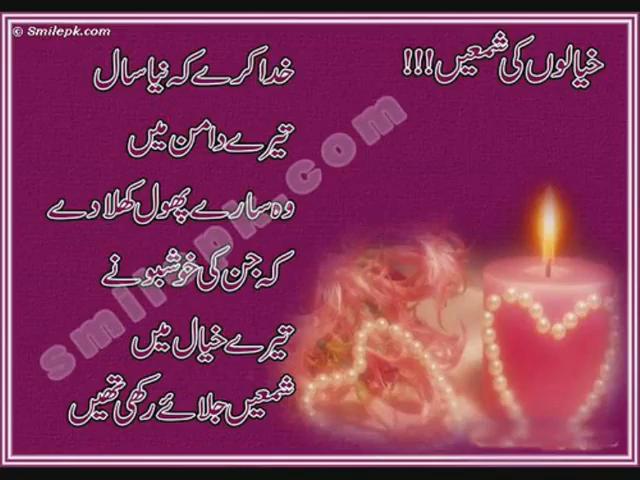 © Smilepk.com
خیالوں کی شمعیں!!!
خدا کرے کہ نیا سال
تیرے دامن میں
وہ سارے پھول کھلا دے
کہ جن کی خوشبو نے
تیرے خیال میں
شمعیں جلائے رکھی تھیں
smilepk.com